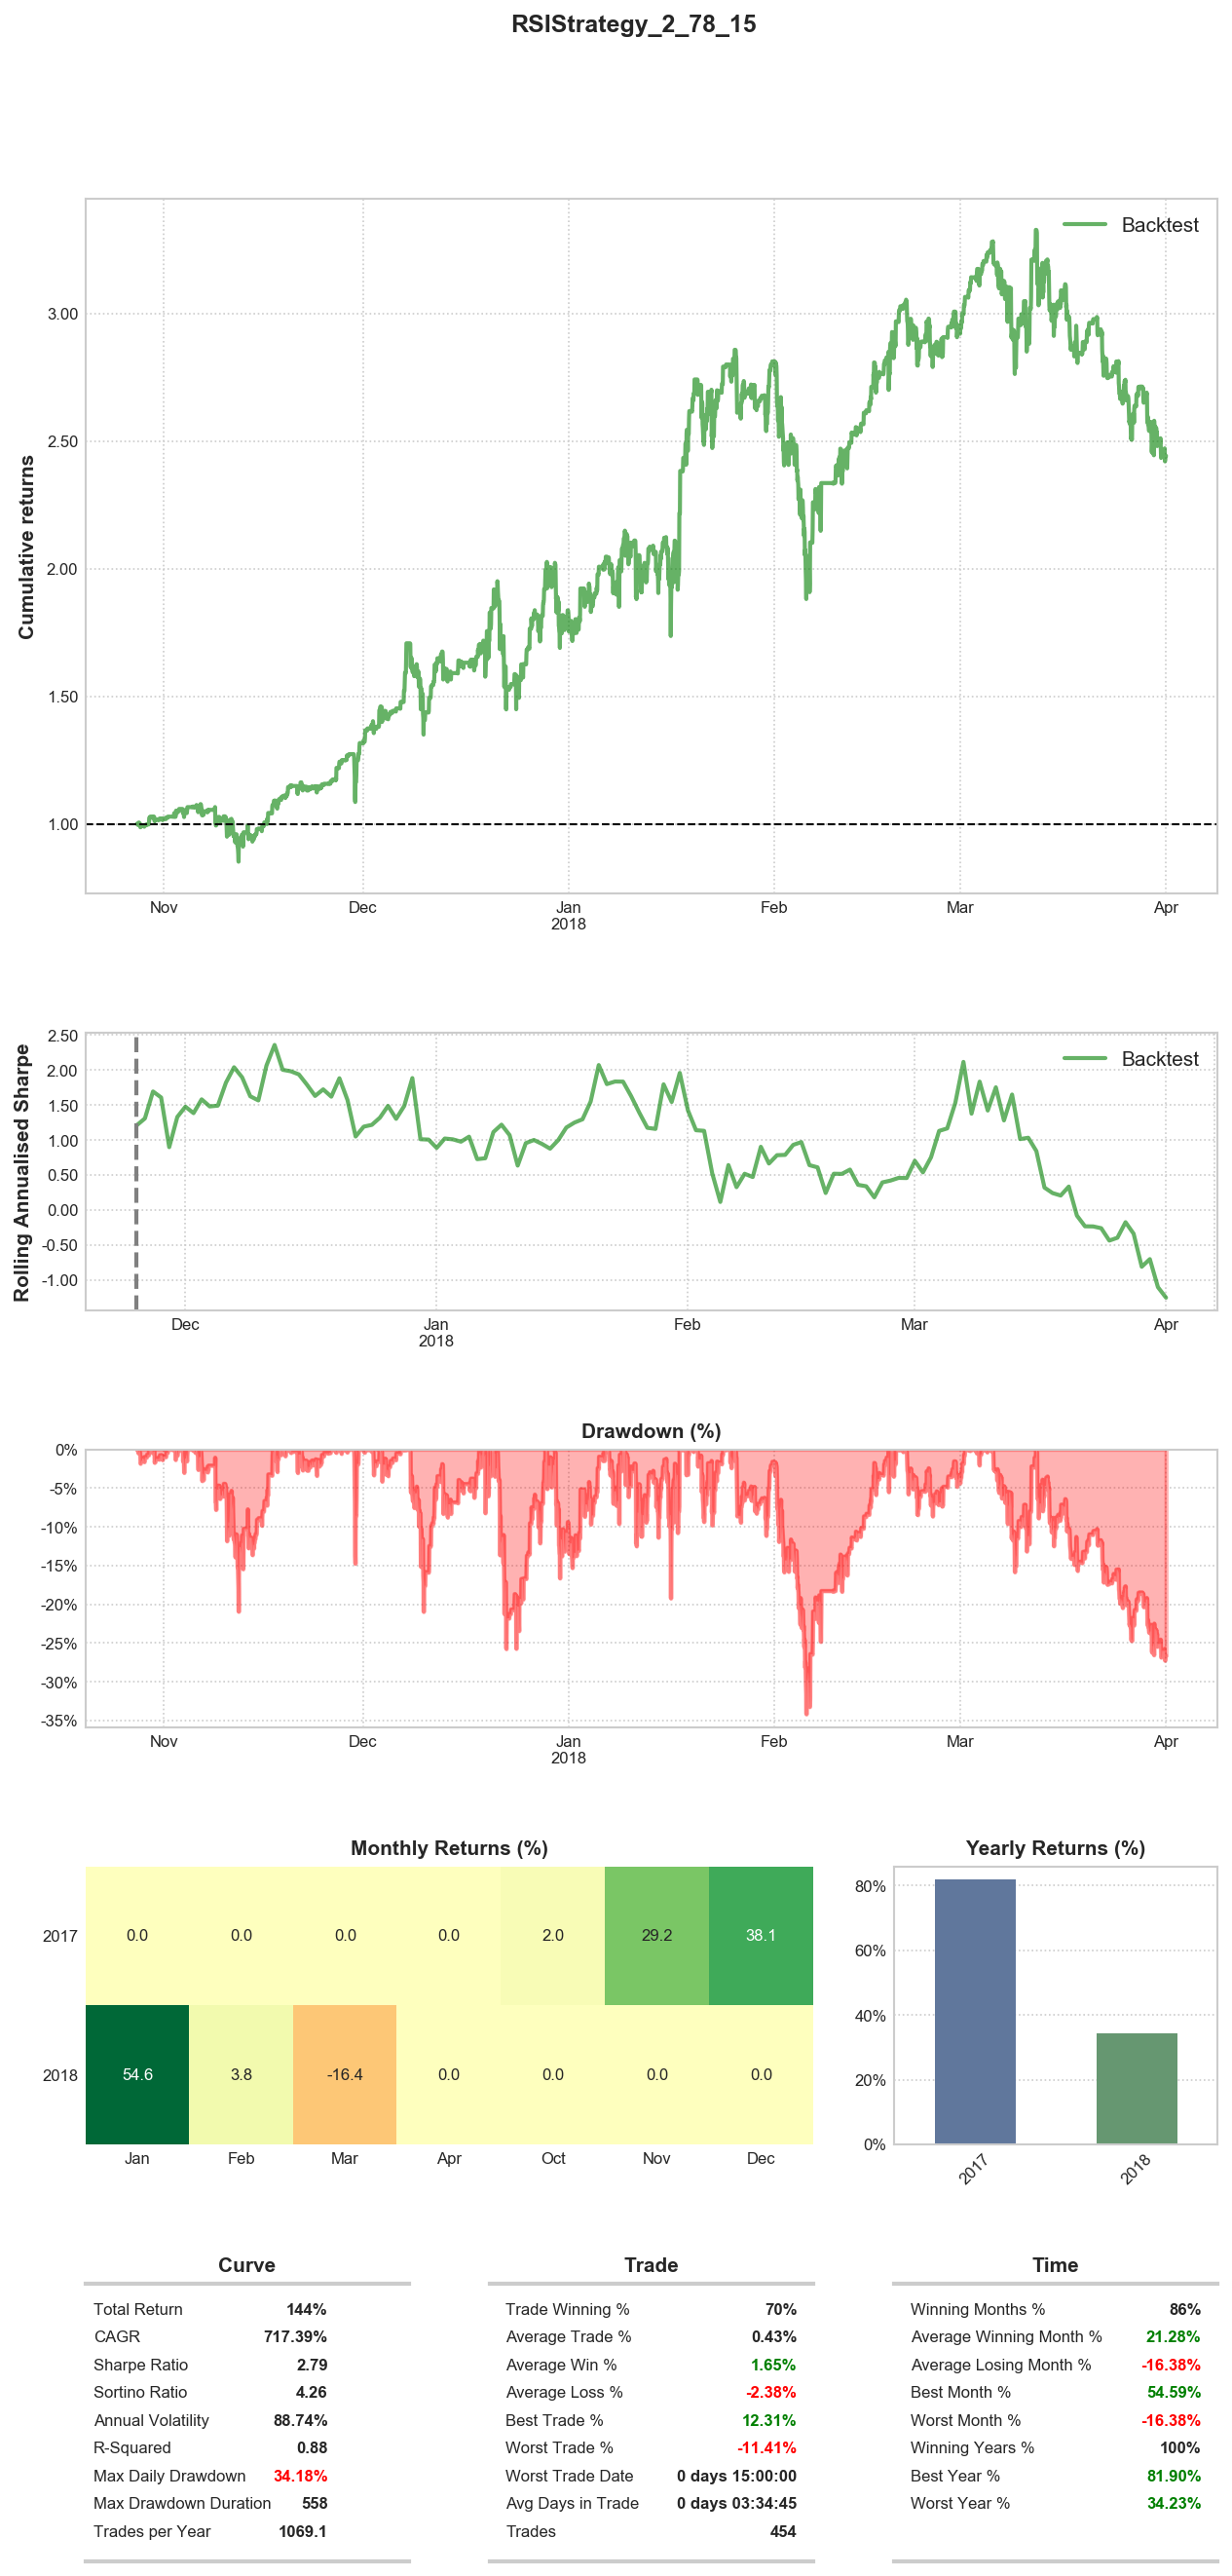 RSIStrategy_2_78_15
Backtest
Cumulative returns
3.00
2.50
2.00
1.50
1.00
Nov Dec Jan Feb Mar Apr
2018
Backtest
Rolling Annualised Sharpe
2.50
2.00
1.50
1.00
0.50
0.00
-0.50
-1.00
Dec Jan Feb Mar Apr
2018
Drawdown (%)
0%
-5%
-10%
-15%
-20%
-25%
-30%
-35%
Nov Dec Jan Feb Mar Apr
2018
Monthly Returns (%)
2017 0.0 0.0 0.0 0.0 2.0 29.2 38.1
2018 54.6 3.8 -16.4 0.0 0.0 0.0 0.0
Jan Feb Mar Apr Oct Nov Dec
Yearly Returns (%)
80%
60%
40%
20%
0%
2017 2018
Curve
Total Return 144%
CAGR 717.39%
Sharpe Ratio 2.79
Sortino Ratio 4.26
Annual Volatility 88.74%
R-Squared 0.88
Max Daily Drawdown 34.18%
Max Drawdown Duration 558
Trades per Year 1069.1
Trade
Trade Winning % 70%
Average Trade % 0.43%
Average Win % 1.65%
Average Loss % -2.38%
Best Trade % 12.31%
Worst Trade % -11.41%
Worst Trade Date 0 days 15:00:00
Avg Days in Trade 0 days 03:34:45
Trades 454
Time
Winning Months % 86%
Average Winning Month % 21.28%
Average Losing Month % -16.38%
Best Month % 54.59%
Worst Month % -16.38%
Winning Years % 100%
Best Year % 81.90%
Worst Year % 34.23%